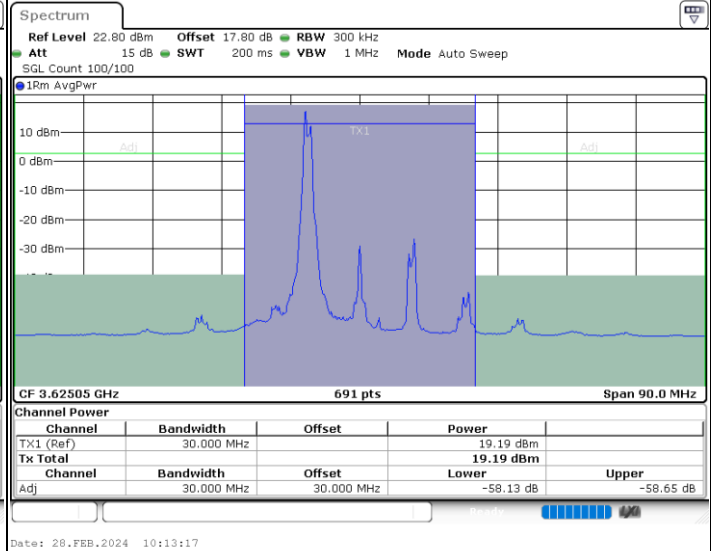 Spectrum
Ref Level 22.80 dBm Offset 17.80 dB RBW 300 kHz
Att 15 dB SWT 200 ms VBW 1 MHz Mode Auto Sweep
SGL Count 100/100
1Rm AvgPwr
TX1
10 dBm
Adj Adj
0 dBm
-10 dBm
-20 dBm
-30 dBm
CF 3.62505 GHz 691 pts Span 90.0 MHz
Channel Power
Channel Bandwidth Offset Power
TX1 (Ref) 30.000 MHz 19.19 dBm
Tx Total 19.19 dBm
Channel Bandwidth Offset Lower Upper
Adj 30.000 MHz 30.000 MHz -58.13 dB -58.65 dB
Ready
Date: 28.FEB.2024 10:13:17